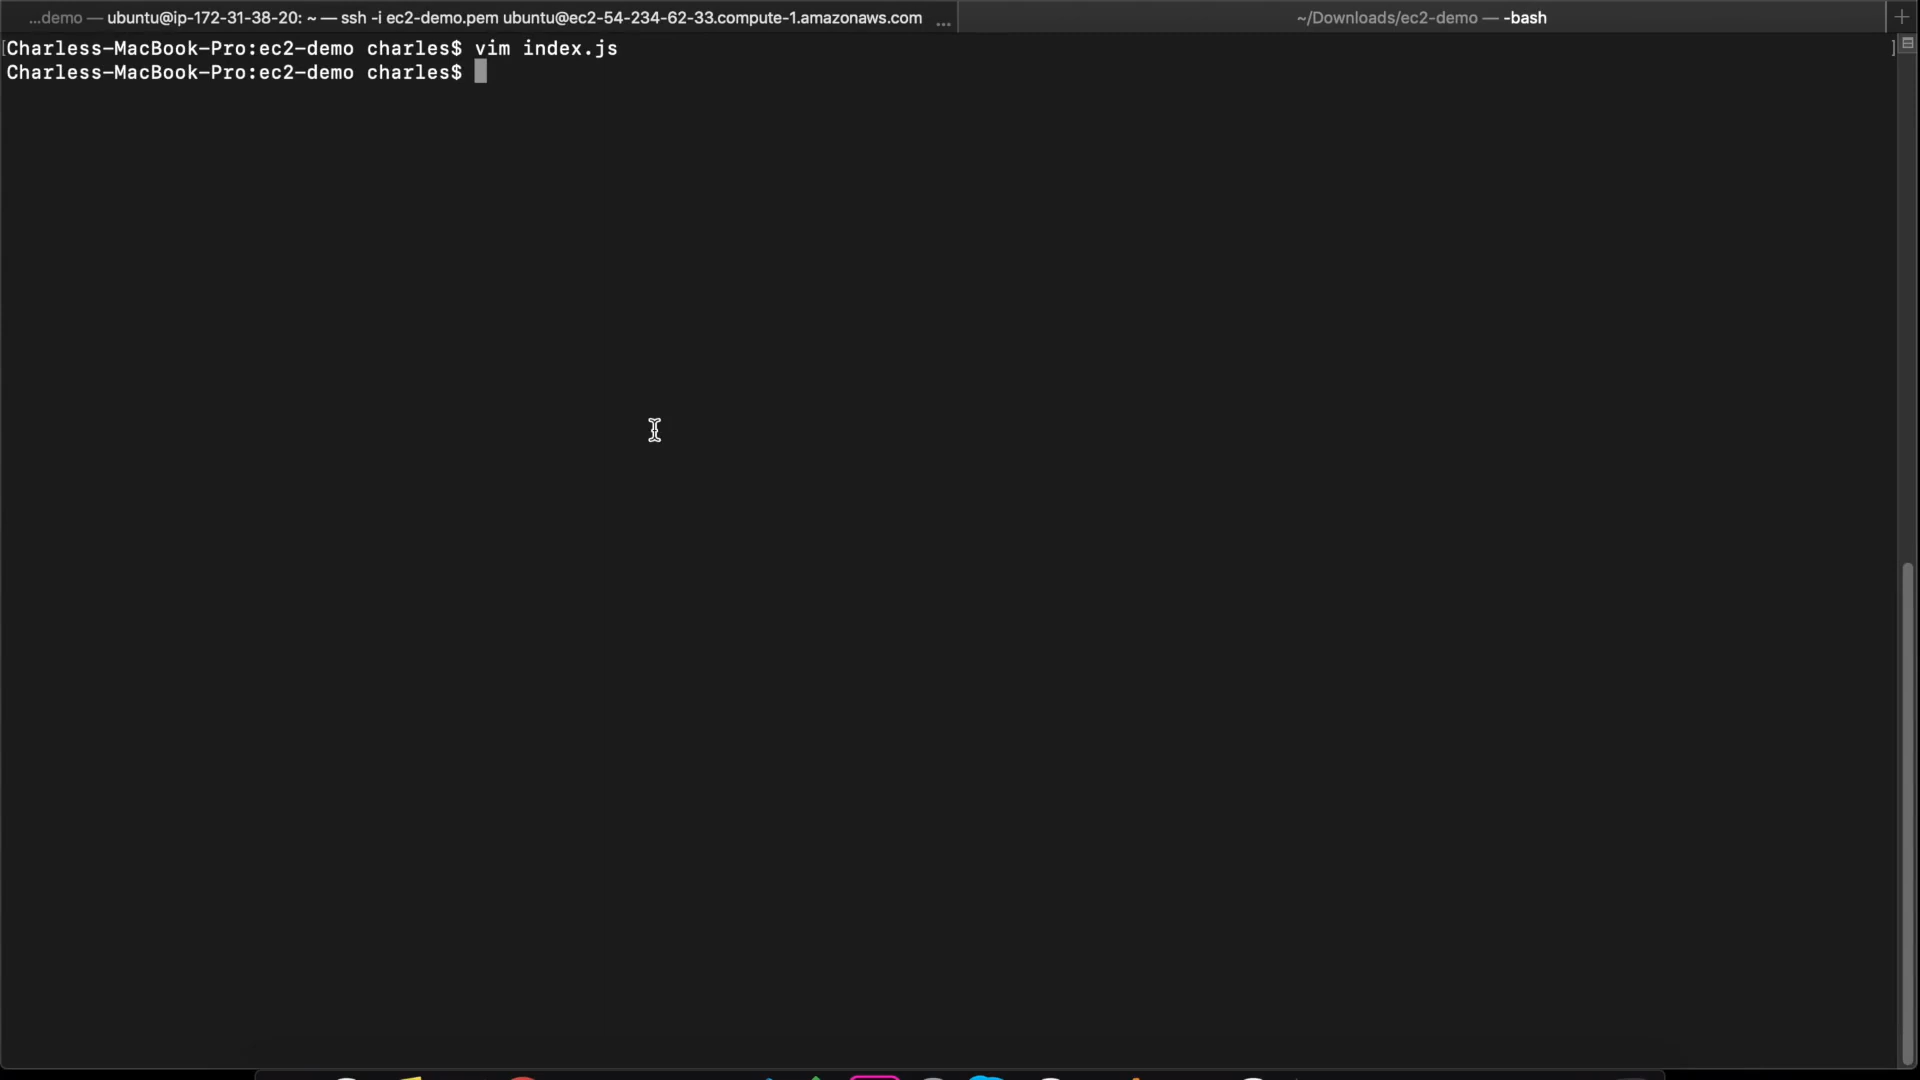 ...demo — ubuntu@ip-172-31-38-20: ~ — ssh -i ec2-demo.pem ubuntu@ec2-54-234-62-33.compute-1.amazonaws.com ...
~/Downloads/ec2-demo — -bash
[Charless-MacBook-Pro:ec2-demo charles$ vim index.js ]
Charless-MacBook-Pro:ec2-demo charles$